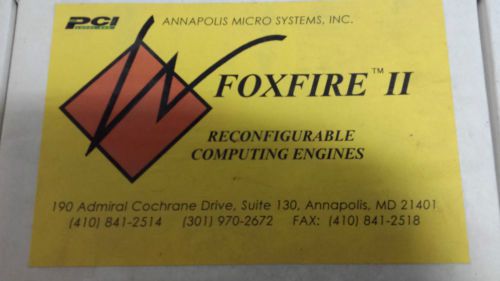 PCI
ANNAPOLIS MICRO SYSTEMS, INC.
FOXFIRE™ II
RECONFIGURABLE
COMPUTING ENGINES
190 Admiral Cochrane Drive, Suite 130, Annapolis, MD 21401
(410) 841-2514 (301) 970-2672 FAX: (410) 841-2518